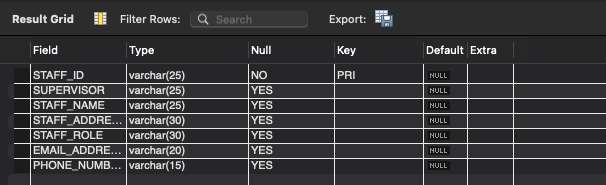 Result Grid Filter Rows: Search Export:
Field Type Null Key Default Extra
STAFF_ID varchar(25) NO PRI NULL
SUPERVISOR varchar(25) YES NULL
STAFF_NAME varchar(25) YES NULL
STAFF_ADDRE... varchar(30) YES NULL
STAFF_ROLE varchar(30) YES NULL
EMAIL_ADDRE... varchar(20) YES NULL
PHONE_NUMB... varchar(15) YES NULL